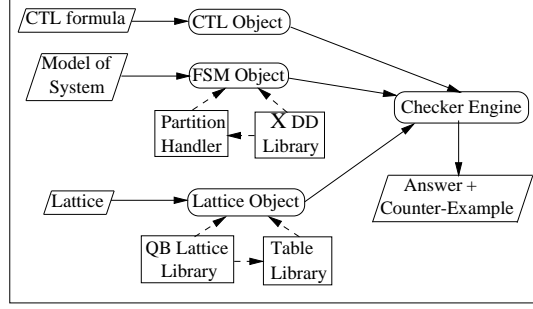 CTL formula
CTL Object
Model of
System
FSM Object
Checker Engine
Partition
Handler
X DD
Library
Answer +
Counter-Example
Lattice
Lattice Object
QB Lattice
Library
Table
Library